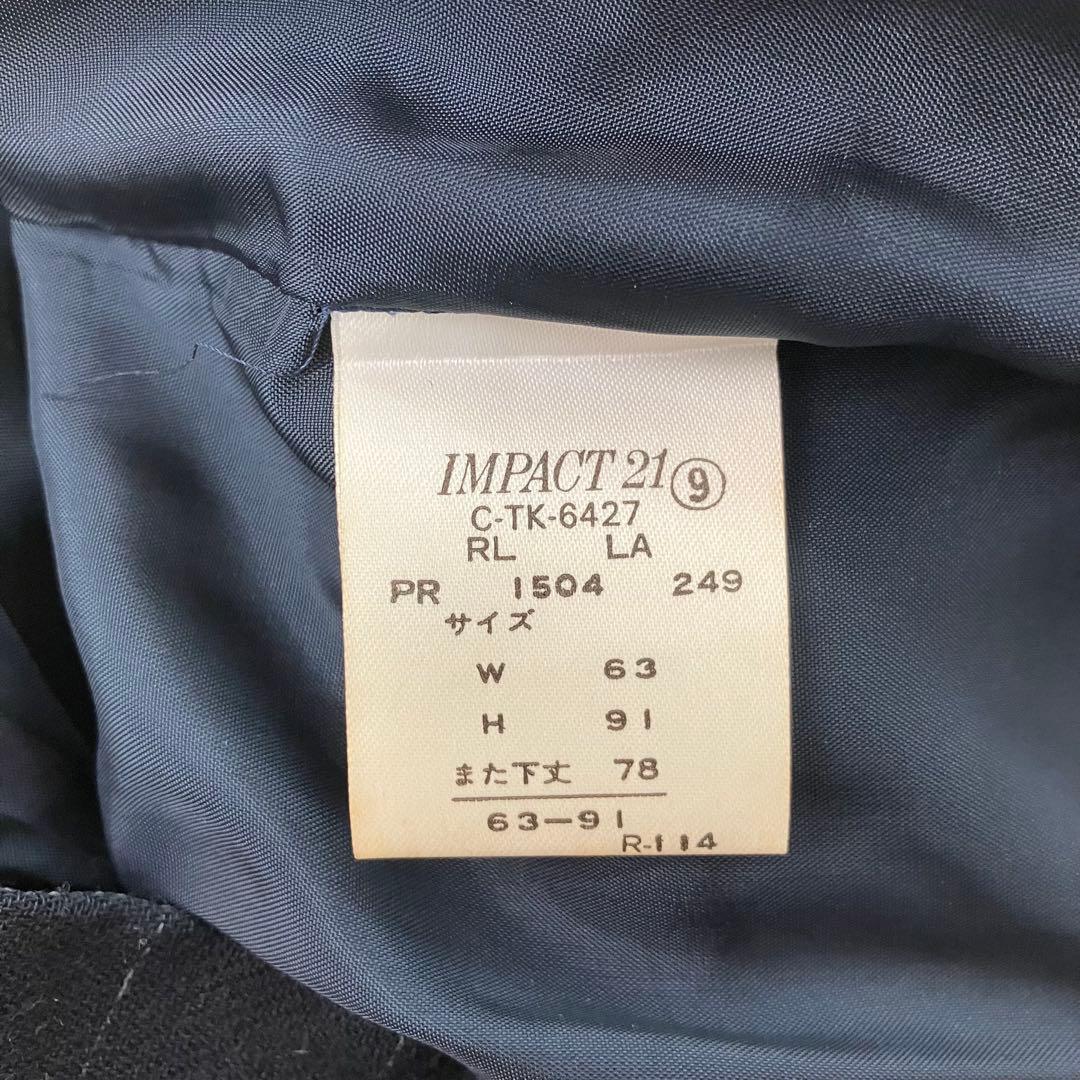 IMPACT 21 ⑨
C-TK-6427
RL LA
PR 1504 249
サイズ
W 63
H 91
また下丈 78
63-91
R-114